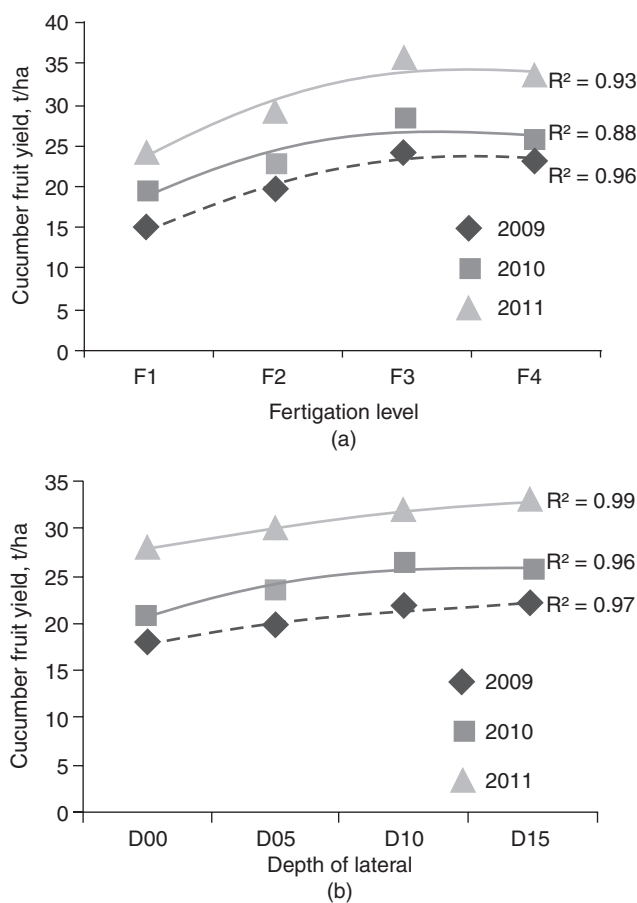 40
35
30
25
20
15
10
5
0
Cucumber fruit yield, t/ha
R² = 0.93
R² = 0.88
R² = 0.96
2009
2010
2011
F1 F2 F3 F4
Fertigation level
(a)
35
30
25
20
15
10
5
0
Cucumber fruit yield, t/ha
R² = 0.99
R² = 0.96
R² = 0.97
2009
2010
2011
D00 D05 D10 D15
Depth of lateral
(b)